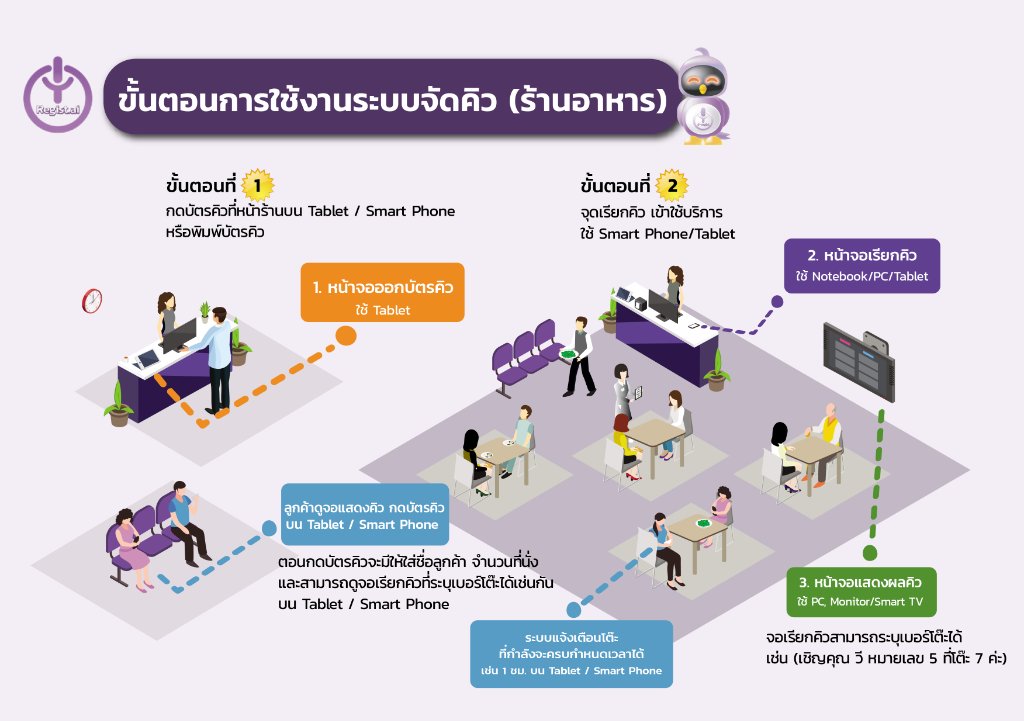 Regist.ai
ขั้นตอนการใช้งานระบบจัดคิว (ร้านอาหาร)
ขั้นตอนที่ 1
กดบัตรคิวที่หน้าร้านบน Tablet / Smart Phone
หรือพิมพ์บัตรคิว
ขั้นตอนที่ 2
จุดเรียกคิว เข้าใช้บริการ
ใช้ Smart Phone/Tablet
1. หน้าจอออกบัตรคิว
ใช้ Tablet
2. หน้าจอเรียกคิว
ใช้ Notebook/PC/Tablet
ลูกค้าดูจอแสดงคิว กดบัตรคิว
บน Tablet / Smart Phone
ตอนกดบัตรคิวจะมีให้ใส่ชื่อลูกค้า จำนวนที่นั่ง
และสามารถดูจอเรียกคิวที่ระบุเบอร์โต๊ะได้เช่นกัน
บน Tablet / Smart Phone
3. หน้าจอแสดงผลคิว
ใช้ PC, Monitor/Smart TV
จอเรียกคิวสามารถระบุเบอร์โต๊ะได้
เช่น (เชิญคุณ วี หมายเลข 5 ที่โต๊ะ 7 ค่ะ)
ระบบแจ้งเตือนโต๊ะ
ที่กำลังจะครบกำหนดเวลาได้
เช่น 1 ชม. บน Tablet / Smart Phone